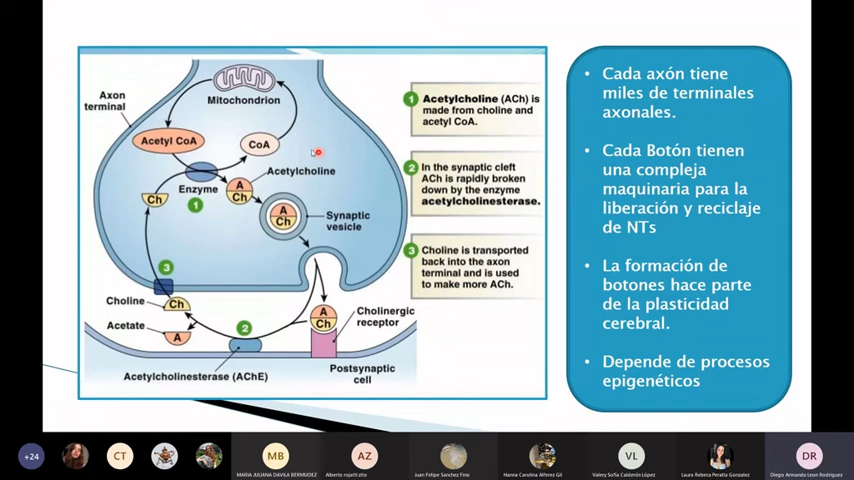 Axon
terminal
Mitochondrion
Acetyl CoA
CoA
Acetylcholine
Ch
Enzyme
1
A
Ch
A
Ch
Synaptic
vesicle
3
Choline
Ch
Acetate
A
2
A
Ch
Cholinergic
receptor
Acetylcholinesterase (AChE)
Postsynaptic
cell
1 Acetylcholine (ACh) is
made from choline and
acetyl CoA.
2 In the synaptic cleft
ACh is rapidly broken
down by the enzyme
acetylcholinesterase.
3 Choline is transported
back into the axon
terminal and is used
to make more ACh.
• Cada axón tiene
miles de terminales
axonales.
• Cada Botón tienen
una compleja
maquinaria para la
liberación y reciclaje
de NTs
• La formación de
botones hace parte
de la plasticidad
cerebral.
• Depende de procesos
epigenéticos
+24
CT
MB
MARIA JULIANA DAVILA BERMUDEZ
AZ
Alberto rojatti zito
Juan Felipe Sanchez Fino
Hanna Carolina Alferez Gil
VL
Valery Sofia Calderón López
Laura Rebeca Peralta Gonzalez
DR
Diego Armando Leon Rodriguez